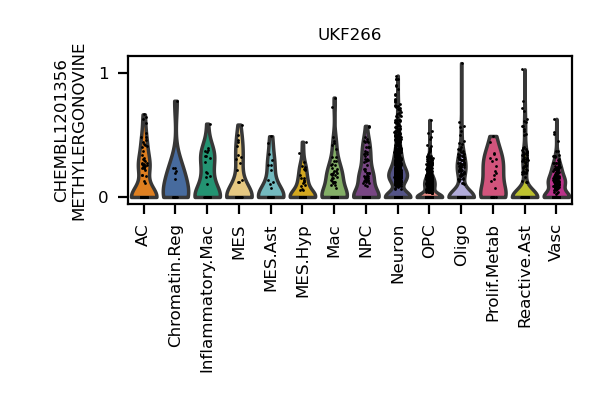 UKF266
CHEMBL1201356
METHYLERGONOVINE
1
0
AC
Chromatin.Reg
Inflammatory.Mac
MES
MES.Ast
MES.Hyp
Mac
NPC
Neuron
OPC
Oligo
Prolif.Metab
Reactive.Ast
Vasc